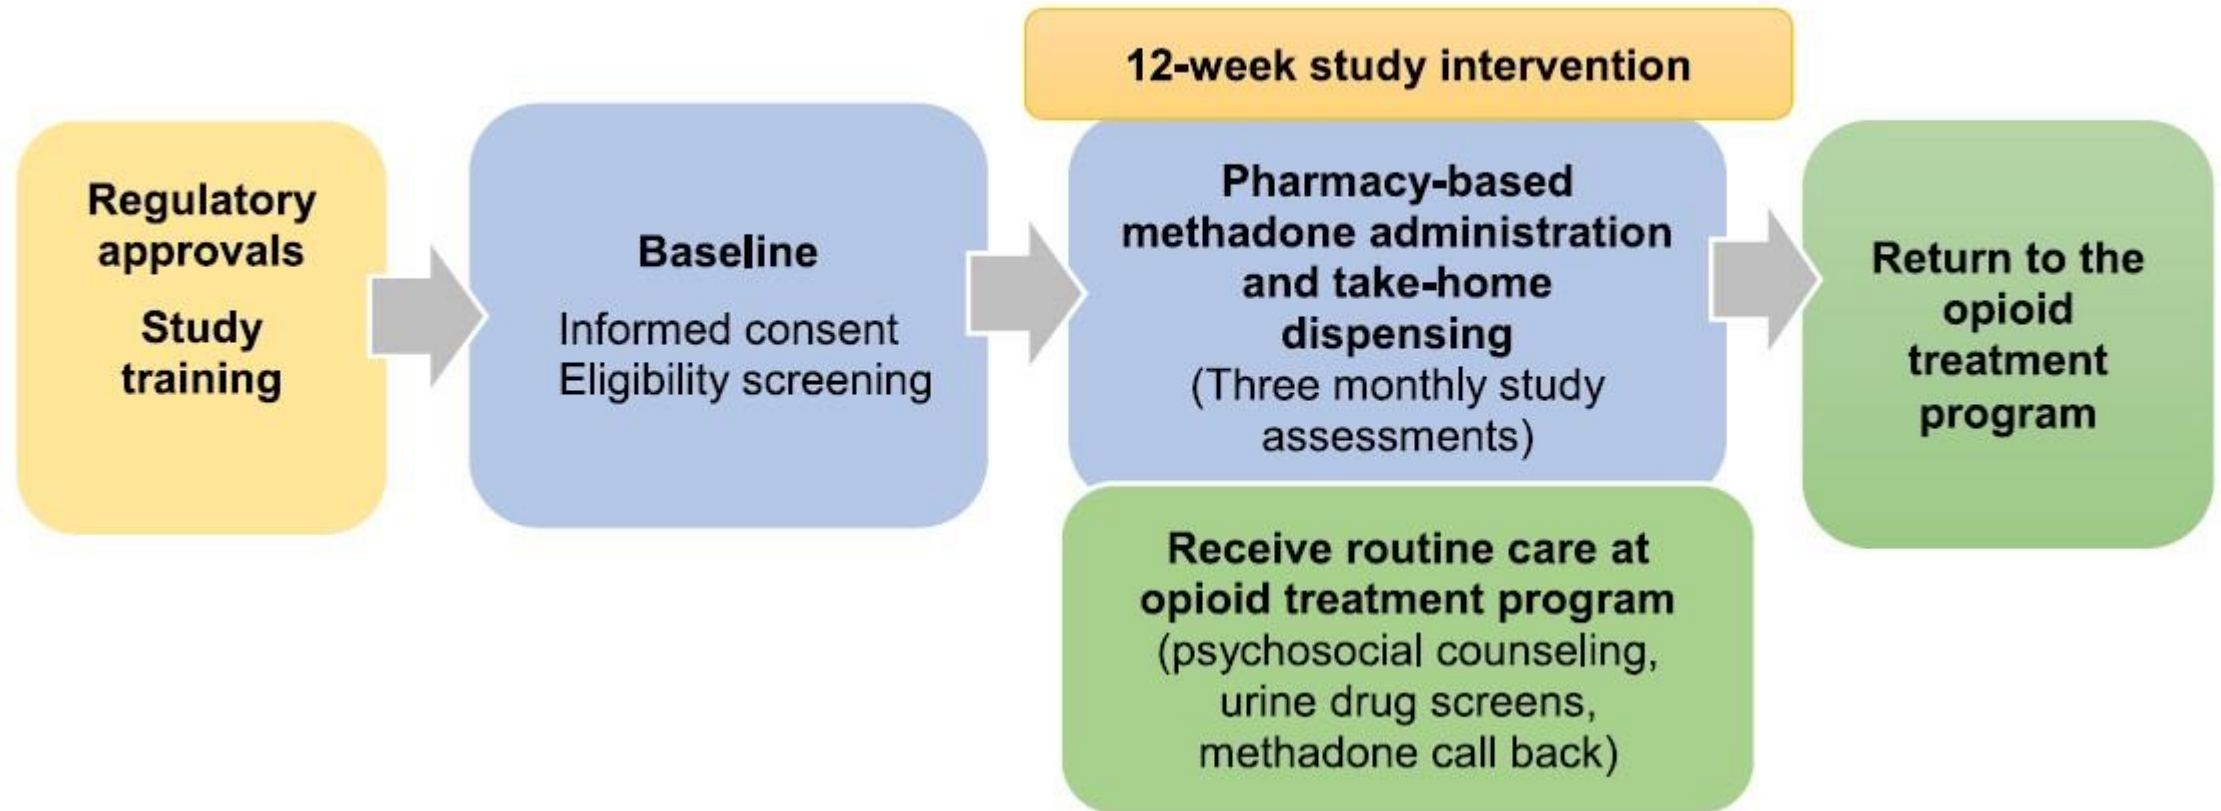 12-week study intervention
Regulatory
approvals
Study
training
Baseline
Informed consent
Eligibility screening
Pharmacy-based
methadone administration
and take-home
dispensing
(Three monthly study
assessments)
Receive routine care at
opioid treatment program
(psychosocial counseling,
urine drug screens,
methadone call back)
Return to the
opioid
treatment
program